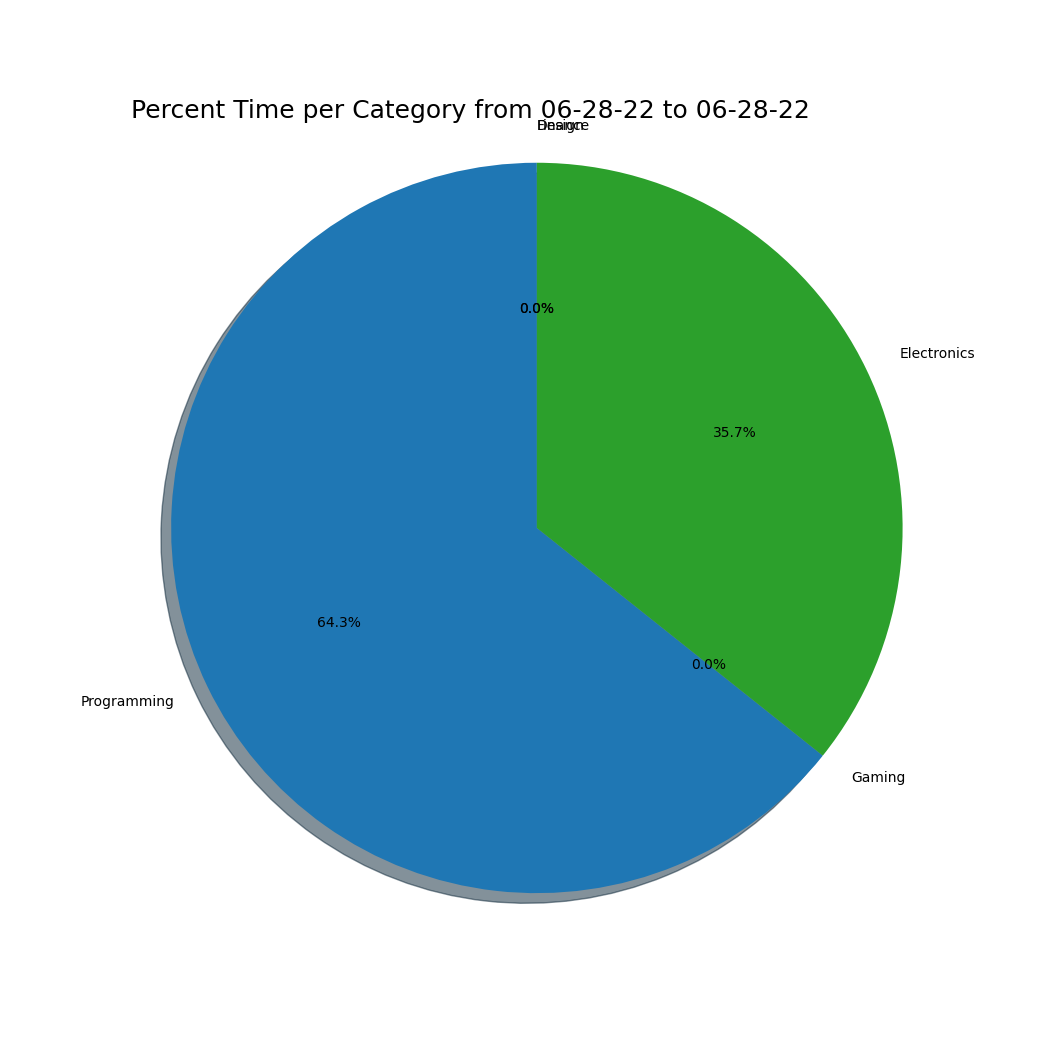 Percent Time per Category from 06-28-22 to 06-28-22
0.0%
Electronics
35.7%
64.3%
0.0%
Programming
Gaming